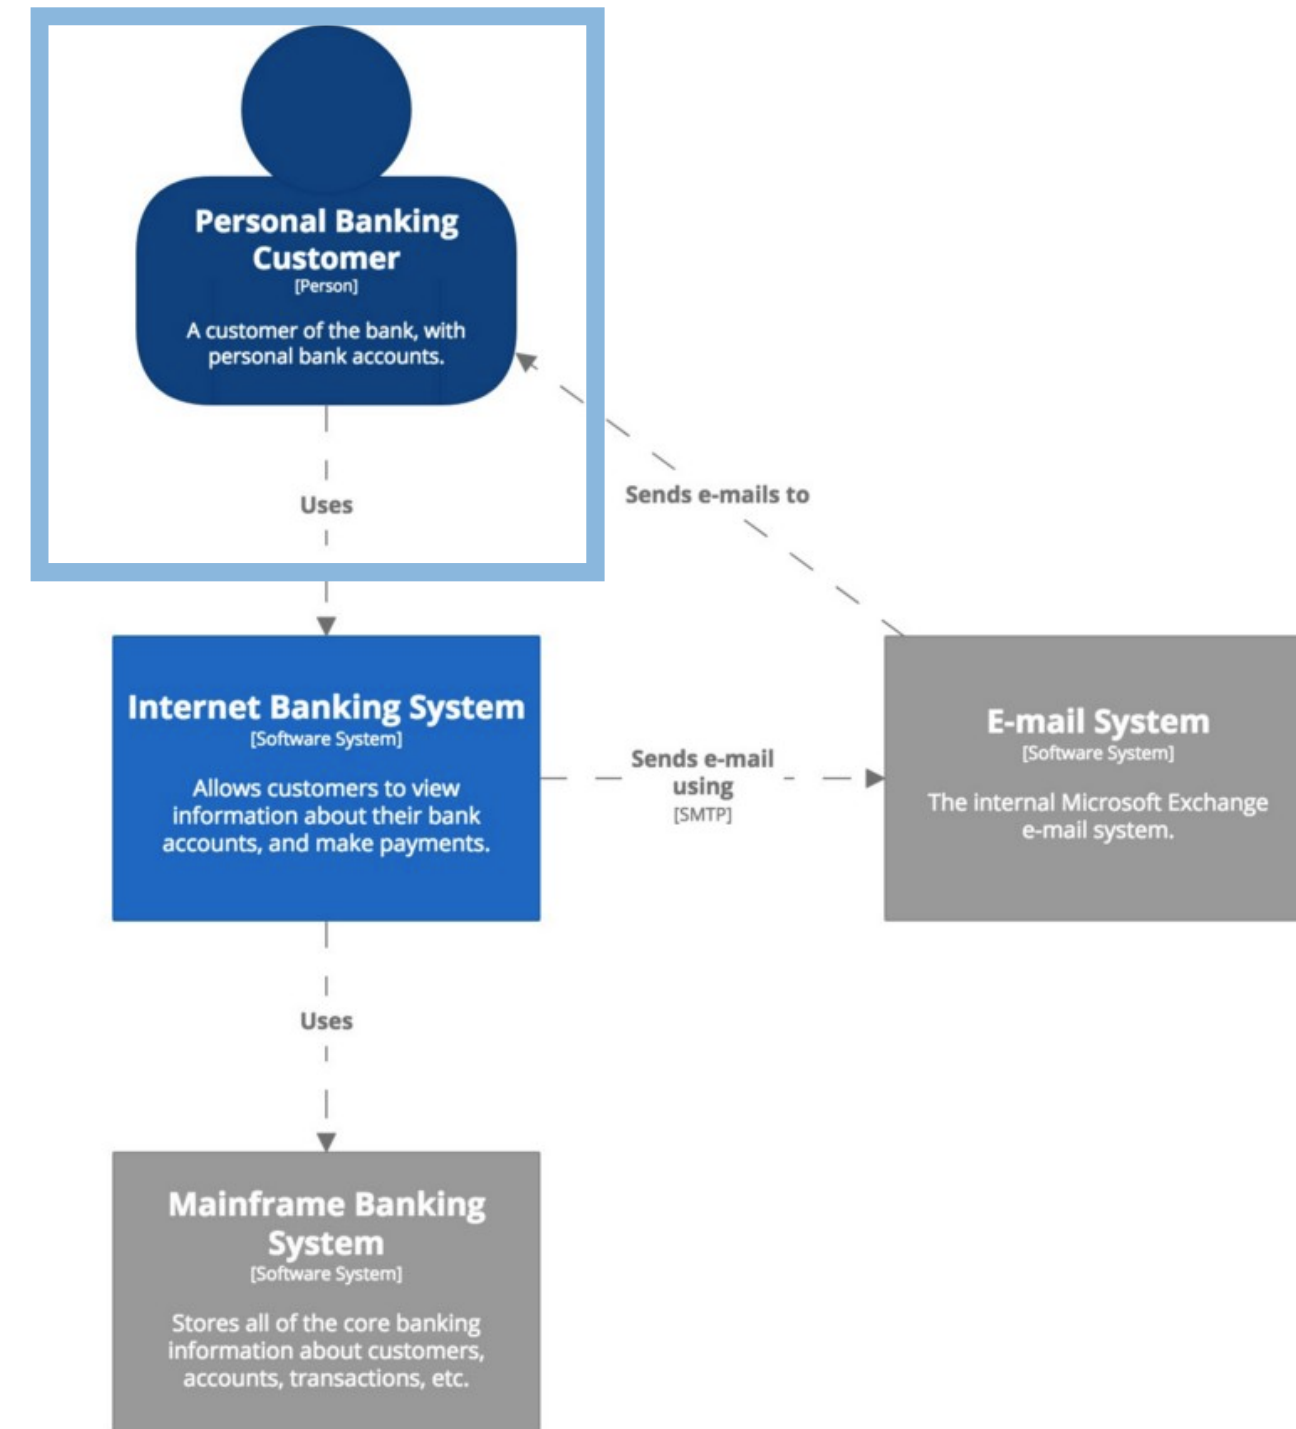 Personal Banking
Customer
[Person]
A customer of the bank, with
personal bank accounts.
Uses
Sends e-mails to
Internet Banking System
[Software System]
Allows customers to view
information about their bank
accounts, and make payments.
Sends e-mail
using
[SMTP]
E-mail System
[Software System]
The internal Microsoft Exchange
e-mail system.
Uses
Mainframe Banking
System
[Software System]
Stores all of the core banking
information about customers,
accounts, transactions, etc.